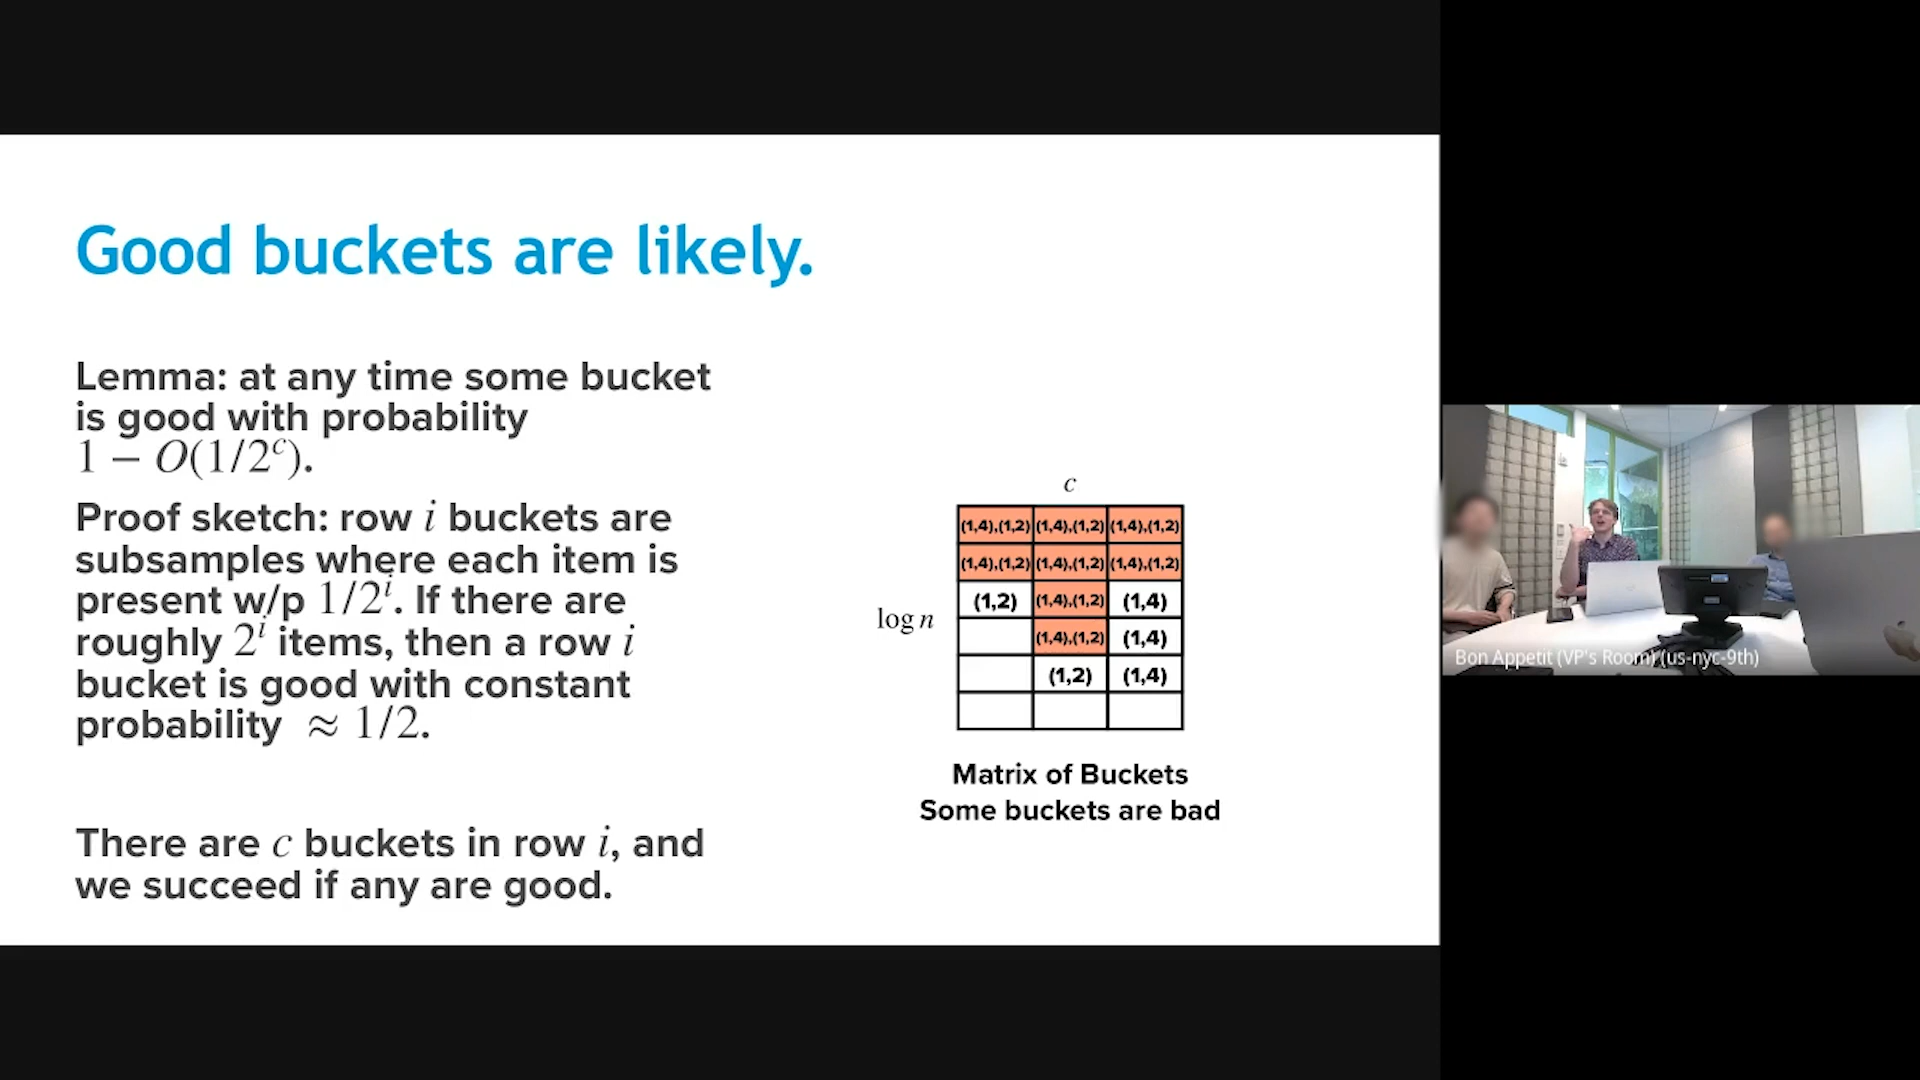 Good buckets are likely.
Lemma: at any time some bucket
is good with probability
1 − O(1/2^c).
Proof sketch: row i buckets are
subsamples where each item is
present w/p 1/2^i. If there are
roughly 2^i items, then a row i
bucket is good with constant
probability ≈ 1/2.
There are c buckets in row i, and
we succeed if any are good.
c
log n
(1,4),(1,2) (1,4),(1,2) (1,4),(1,2)
(1,4),(1,2) (1,4),(1,2) (1,4),(1,2)
(1,2) (1,4),(1,2) (1,4)
(1,4),(1,2) (1,4)
(1,2) (1,4)
Matrix of Buckets
Some buckets are bad
Bon Appetit (VP's Room) (us-nyc-9th)